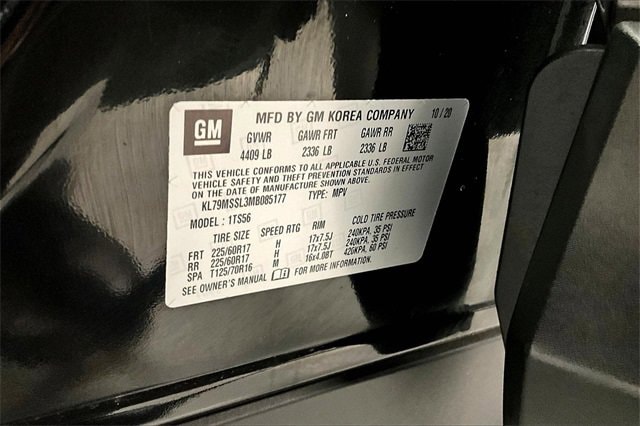 GM
MFD BY GM KOREA COMPANY 10 / 20
GVWR GAWR FRT GAWR RR
4409 LB 2336 LB 2336 LB
THIS VEHICLE CONFORMS TO ALL APPLICABLE U.S. FEDERAL MOTOR
VEHICLE SAFETY AND THEFT PREVENTION STANDARDS IN EFFECT
ON THE DATE OF MANUFACTURE SHOWN ABOVE.
KL79MSSL3MB085177 TYPE: MPV
MODEL : 1TS56
TIRE SIZE SPEED RTG RIM COLD TIRE PRESSURE
FRT 225/60R17 H 17x7.5J 240KPA, 35 PSI
RR 225/60R17 H 17x7.5J 240KPA, 35 PSI
SPA T125/70R16 M 16x4.0BT 420KPA, 60 PSI
SEE OWNER'S MANUAL FOR MORE INFORMATION.